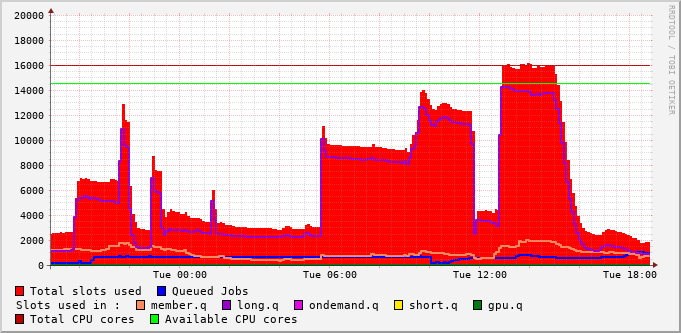 20000
18000
16000
14000
12000
10000
8000
6000
4000
2000
0
Tue 00:00 Tue 06:00 Tue 12:00 Tue 18:00
Total slots used Queued Jobs
Slots used in : member.q long.q ondemand.q short.q gpu.q
Total CPU cores Available CPU cores
RRDTOOL / TOBI OETIKER